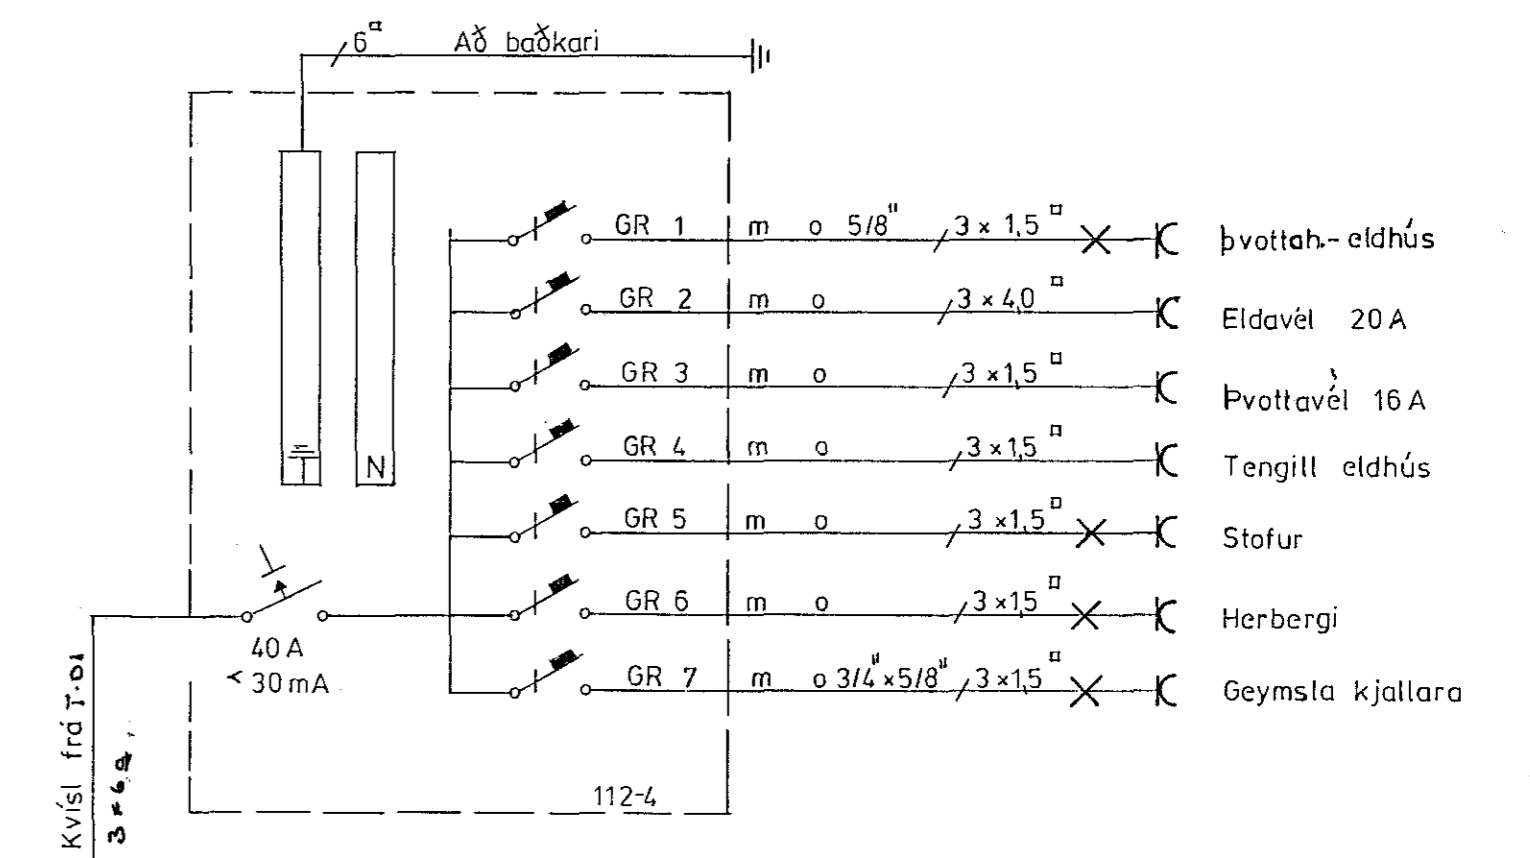 6¤ Að baðkari
GR 1 m o 5/8" 3 × 1,5 ¤ þvottah.- eldhús
GR 2 m o 3 × 4,0 ¤ Eldavél 20 A
GR 3 m o 3 ×1,5 ¤ Þvottavél 16 A
GR 4 m o 3 ×1,5 ¤ Tengill eldhús
N
GR 5 m o 3 ×1,5 ¤ Stofur
GR 6 m o 3 ×1,5 ¤ Herbergi
40 A
< 30 mA
GR 7 m o 3/4" ×5/8" 3 ×1,5 ¤ Geymsla kjallara
112-4
Kvísl frá T.01
3×6¤.